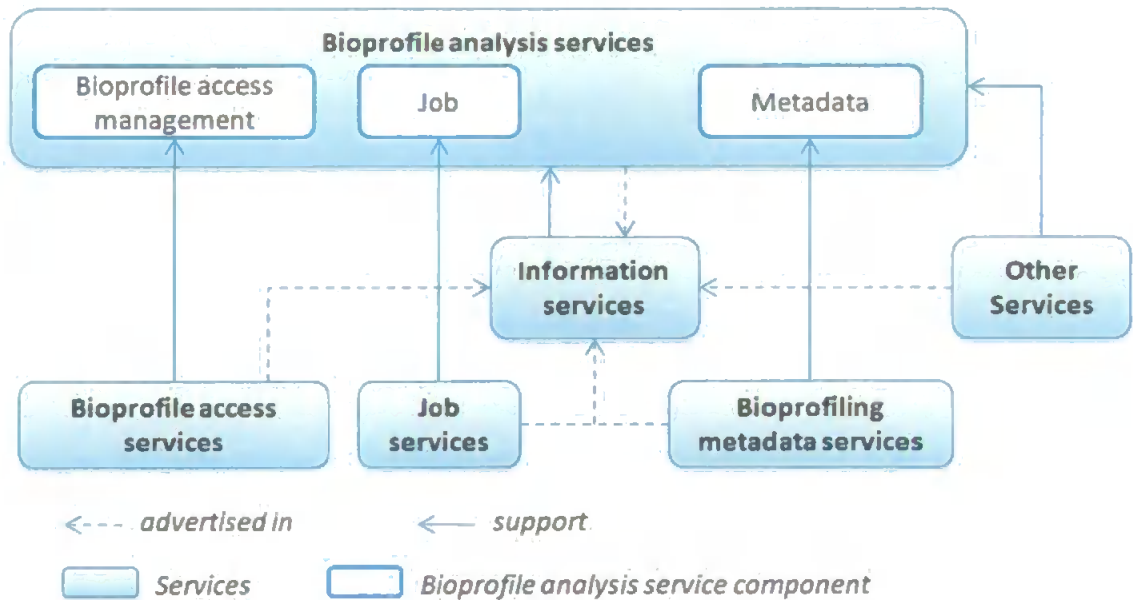 Bioprofile analysis services
Bioprofile access
management
Job
Metadata
Information
services
Other
Services
Bioprofile access
services
Job
services
Bioprofiling
metadata services
advertised in
support
Services
Bioprofile analysis service component